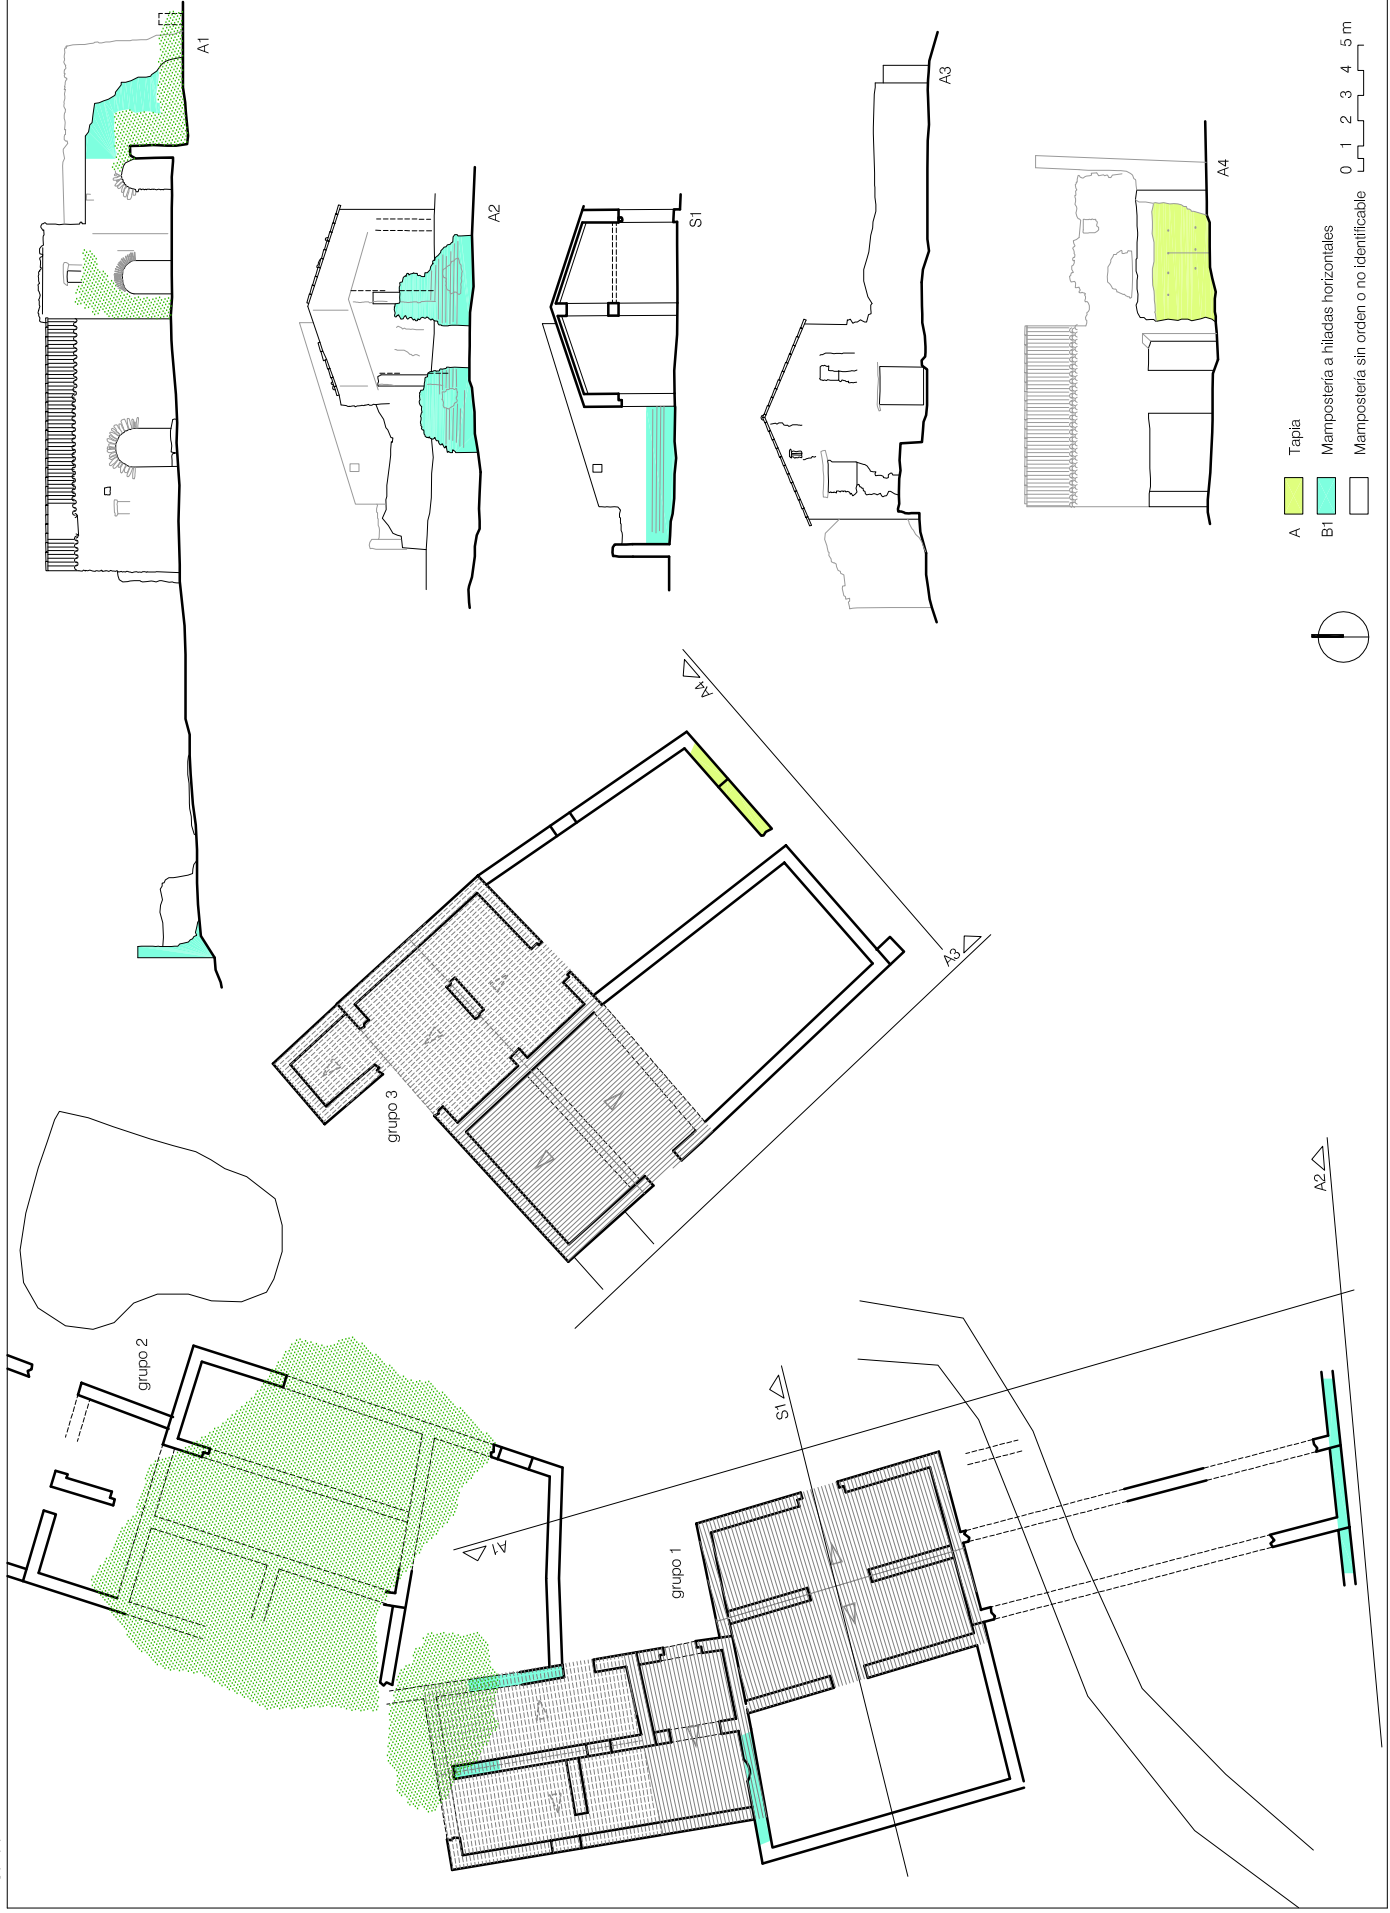 A1
A2
S1
A3
A4
A4
A3
grupo 3
grupo 2
A1
grupo 1
S1
A2
A Tapia
B1 Mampostería a hiladas horizontales
Mampostería sin orden o no identificable
0 1 2 3 4 5 m